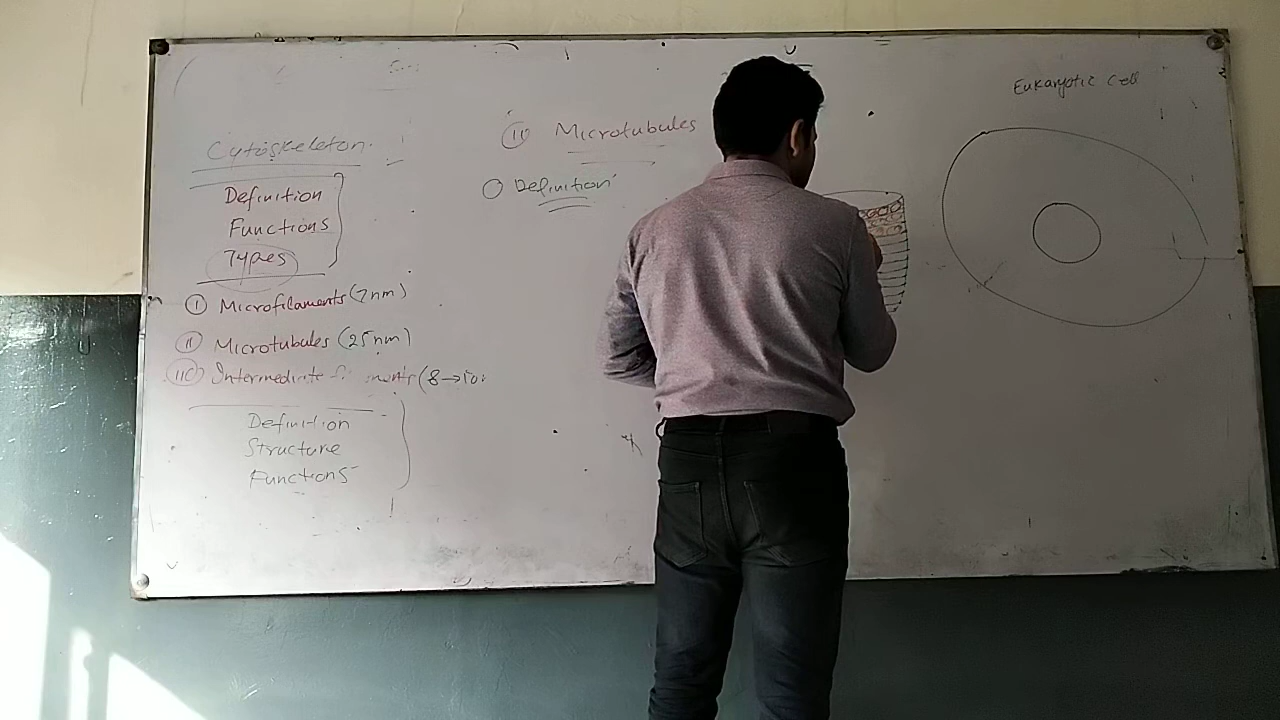 Cytoskeleton.
Definition
Functions
Types
(I) Microfilaments (7nm)
(II) Microtubules (25nm)
(III) Intermediate (8→10
Definition
Structure
Functions
(II) Microtubules
Definition
Eukaryotic Cell